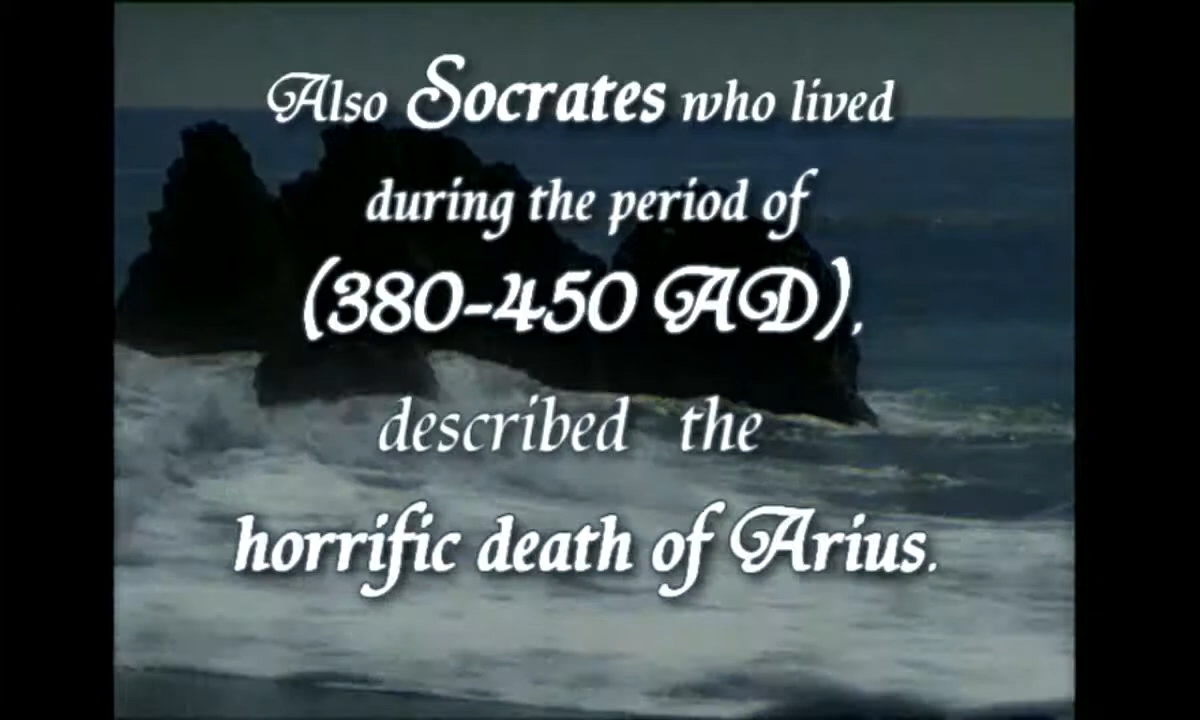 Also Socrates who lived
during the period of
(380-450 AD),
described the
horrific death of Arius.